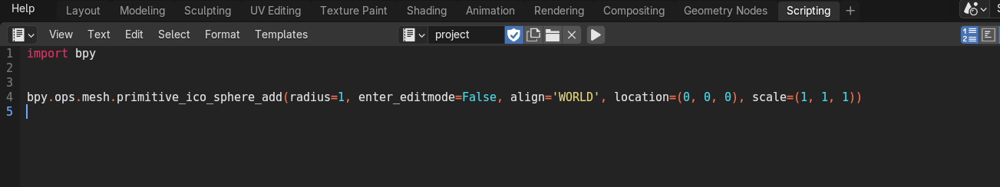 Help Layout Modeling Sculpting UV Editing Texture Paint Shading Animation Rendering Compositing Geometry Nodes Scripting +
View Text Edit Select Format Templates project
1 import bpy
2
3
4 bpy.ops.mesh.primitive_ico_sphere_add(radius=1, enter_editmode=False, align='WORLD', location=(0, 0, 0), scale=(1, 1, 1))
5